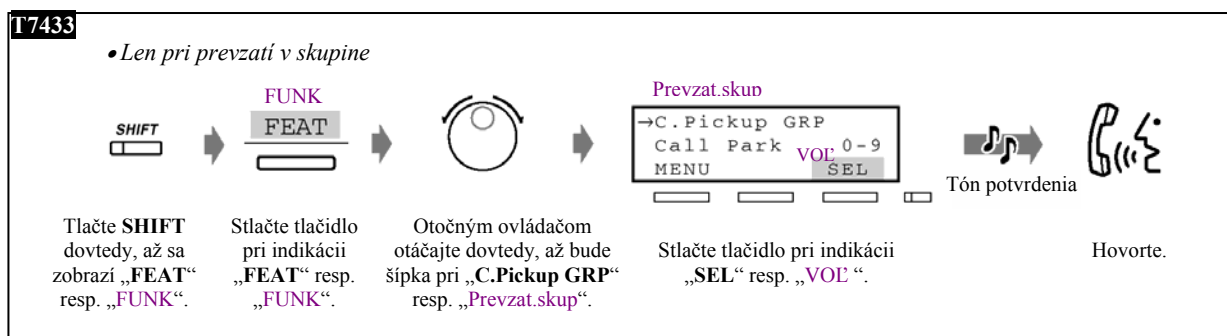 T7433
• Len pri prevzatí v skupine
FUNK
Prevzat.skup
SHIFT
FEAT
→C.Pickup GRP
Call Park 0-9
VOĽ
MENU SEL
Tón potvrdenia
Tlačte SHIFT
dovtedy, až sa
zobrazí „FEAT“
resp. „FUNK“.
Stlačte tlačidlo
pri indikácii
„FEAT“ resp.
„FUNK“.
Otočným ovládačom
otáčajte dovtedy, až bude
šípka pri „C.Pickup GRP“
resp. „Prevzat.skup“.
Stlačte tlačidlo pri indikácii
„SEL“ resp. „VOĽ “.
Hovorte.